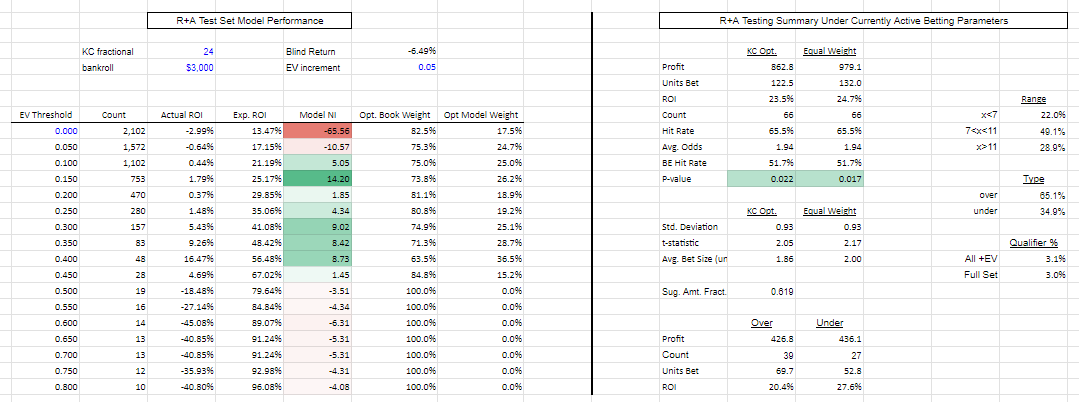 R+A Test Set Model Performance
KC fractional 24 Blind Return -6.49%
bankroll $3,000 EV increment 0.05
EV Threshold Count Actual ROI Exp. ROI Model NI Opt. Book Weight Opt Model Weight
0.000 2,102 -2.99% 13.47% -65.56 82.5% 17.5%
0.050 1,572 -0.64% 17.15% -10.57 75.3% 24.7%
0.100 1,102 0.44% 21.19% 5.05 75.0% 25.0%
0.150 753 1.79% 25.17% 14.20 73.8% 26.2%
0.200 470 0.37% 29.85% 1.85 81.1% 18.9%
0.250 280 1.48% 35.06% 4.34 80.8% 19.2%
0.300 157 5.43% 41.08% 9.02 74.9% 25.1%
0.350 83 9.26% 48.42% 8.42 71.3% 28.7%
0.400 48 16.47% 56.48% 8.73 63.5% 36.5%
0.450 28 4.69% 67.02% 1.45 84.8% 15.2%
0.500 19 -18.48% 79.64% -3.51 100.0% 0.0%
0.550 16 -27.14% 84.84% -4.34 100.0% 0.0%
0.600 14 -45.08% 89.07% -6.31 100.0% 0.0%
0.650 13 -40.85% 91.24% -5.31 100.0% 0.0%
0.700 13 -40.85% 91.24% -5.31 100.0% 0.0%
0.750 12 -35.93% 92.98% -4.31 100.0% 0.0%
0.800 10 -40.80% 96.08% -4.08 100.0% 0.0%
R+A Testing Summary Under Currently Active Betting Parameters
KC Opt. Equal Weight
Profit 862.8 979.1
Units Bet 122.5 132.0
ROI 23.5% 24.7%
Count 66 66
Hit Rate 65.5% 65.5%
Avg. Odds 1.94 1.94
BE Hit Rate 51.7% 51.7%
P-value 0.022 0.017
KC Opt. Equal Weight
Std. Deviation 0.93 0.93
t-statistic 2.05 2.17
Avg. Bet Size (un 1.86 2.00
Sug. Amt. Fract. 0.619
Over Under
Profit 426.8 436.1
Count 39 27
Units Bet 69.7 52.8
ROI 20.4% 27.6%
Range
x<7 22.0%
7<x<11 49.1%
x>11 28.9%
Type
over 65.1%
under 34.9%
Qualifier %
All +EV 3.1%
Full Set 3.0%